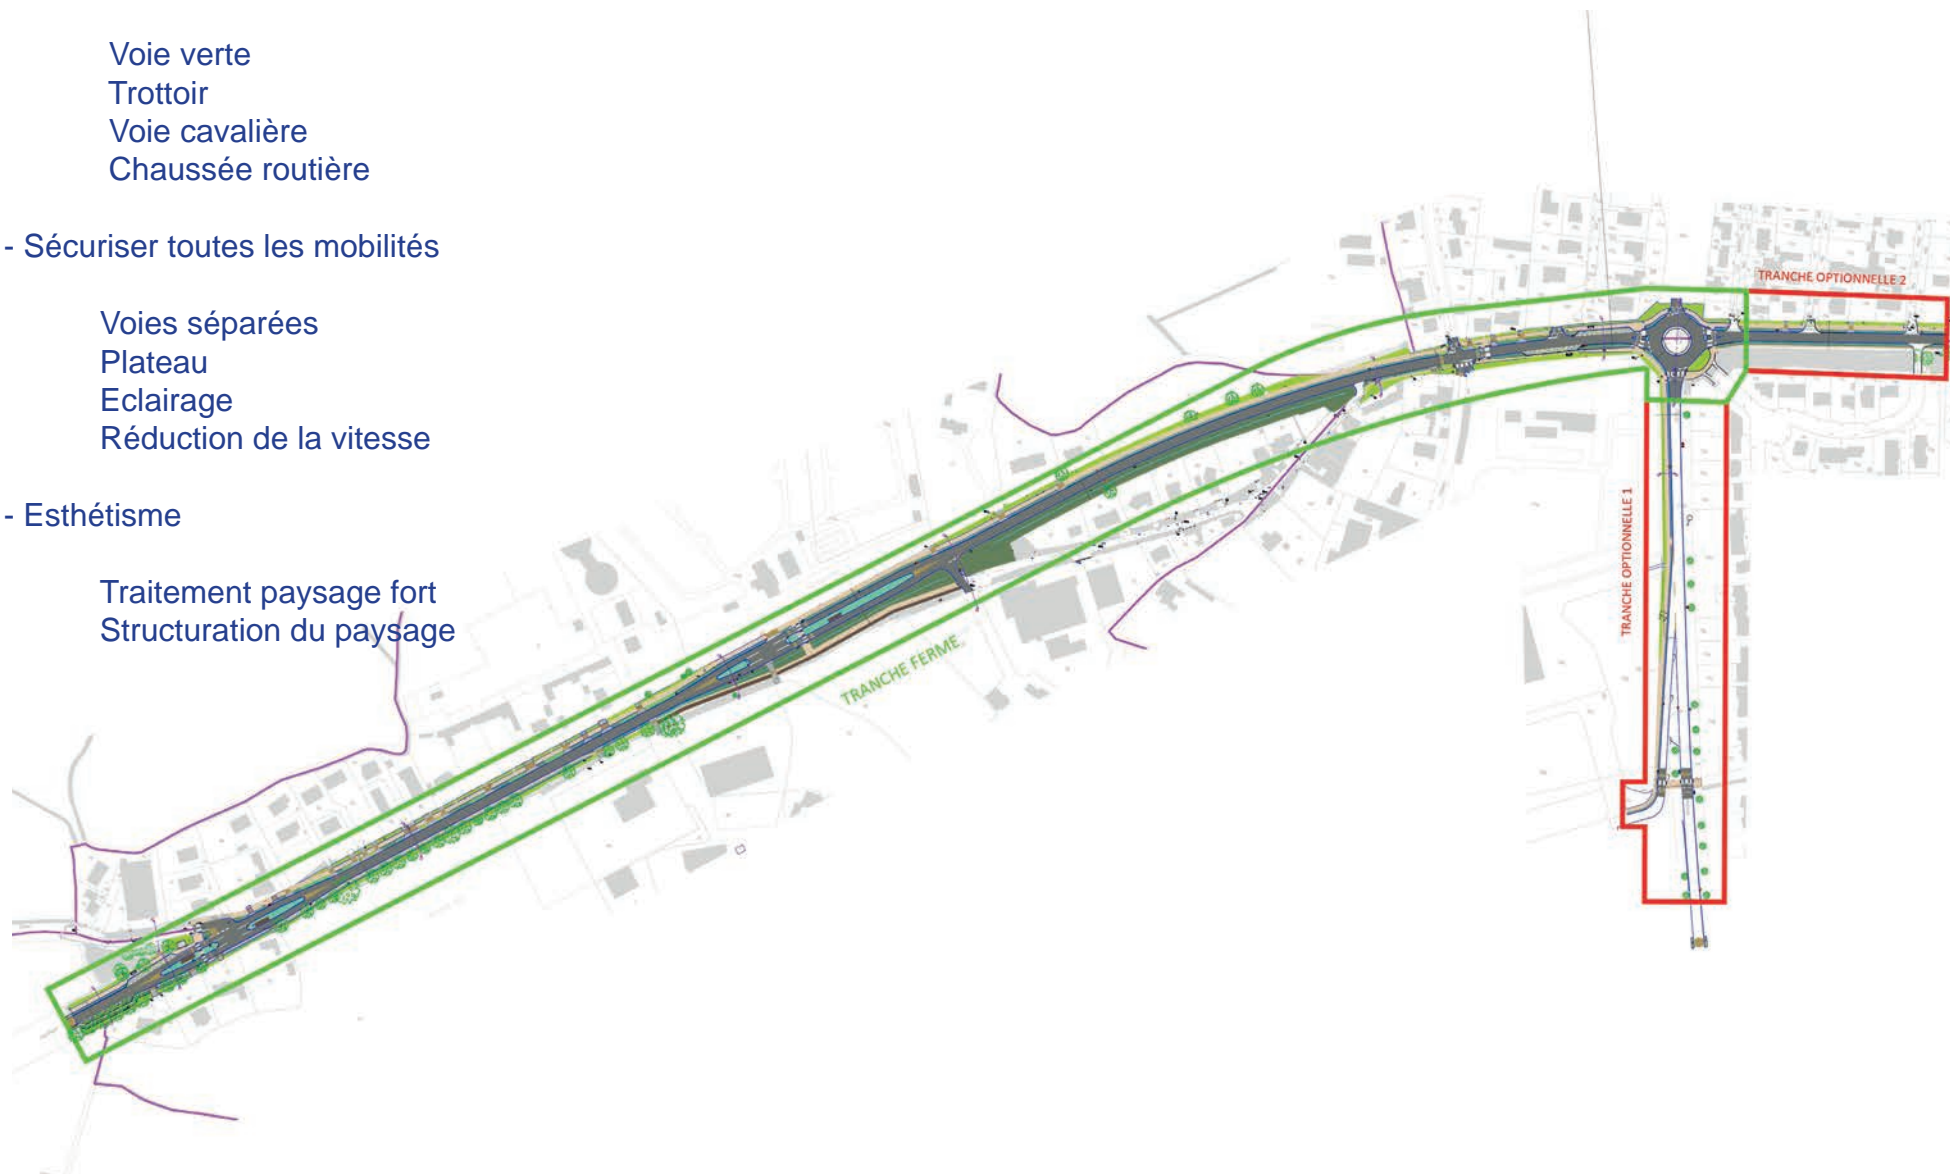 Voie verte
Trottoir
Voie cavalière
Chaussée routière
- Sécuriser toutes les mobilités
Voies séparées
Plateau
Eclairage
Réduction de la vitesse
- Esthétisme
Traitement paysage fort
Structuration du paysage
TRANCHE FERME
TRANCHE OPTIONNELLE 1
TRANCHE OPTIONNELLE 2